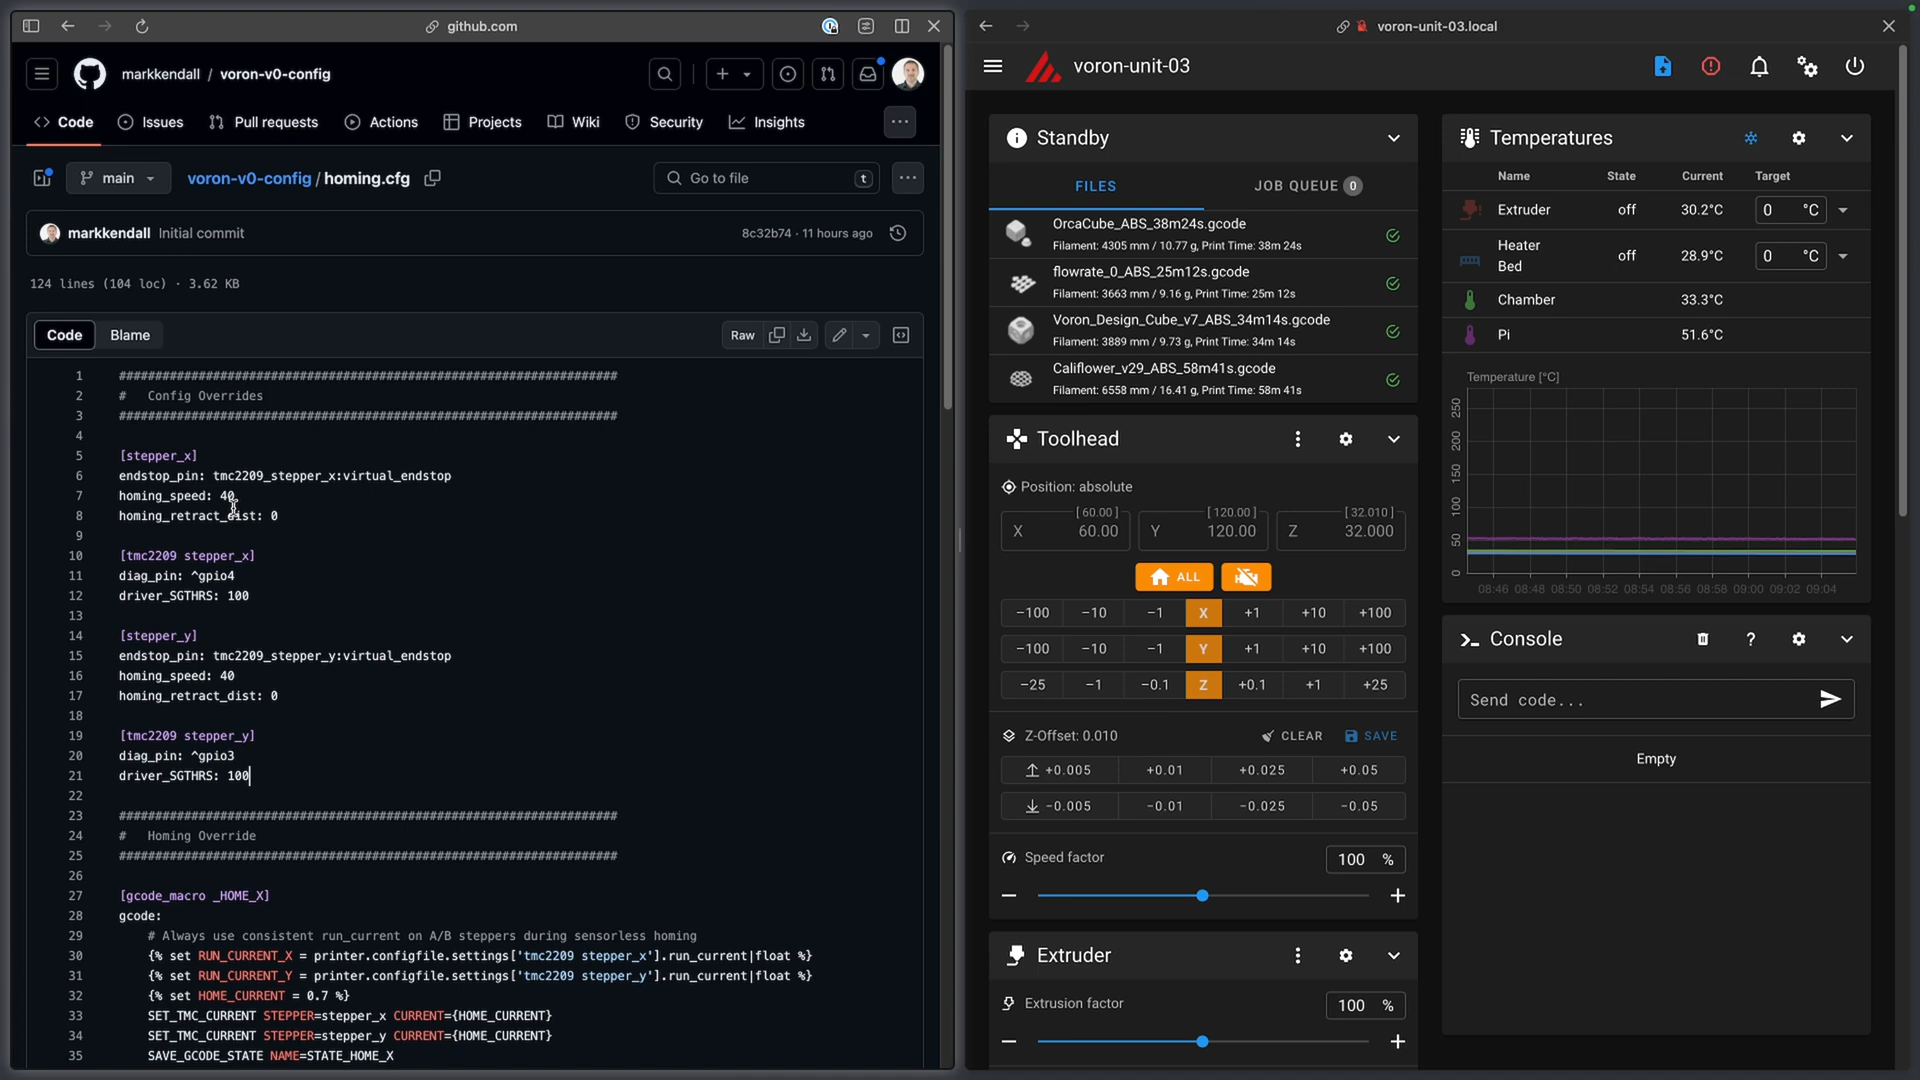 github.com
markkendall / voron-v0-config
Code
Issues
Pull requests
Actions
Projects
Wiki
Security
Insights
main
voron-v0-config / homing.cfg
Go to file
t
markkendall Initial commit
8c32b74 · 11 hours ago
124 lines (104 loc) · 3.62 KB
Code
Blame
Raw
1 #####################################################################
2 #   Config Overrides
3 #####################################################################
4
5 [stepper_x]
6 endstop_pin: tmc2209_stepper_x:virtual_endstop
7 homing_speed: 40
8 homing_retract_dist: 0
9
10 [tmc2209 stepper_x]
11 diag_pin: ^gpio4
12 driver_SGTHRS: 100
13
14 [stepper_y]
15 endstop_pin: tmc2209_stepper_y:virtual_endstop
16 homing_speed: 40
17 homing_retract_dist: 0
18
19 [tmc2209 stepper_y]
20 diag_pin: ^gpio3
21 driver_SGTHRS: 100
22
23 #####################################################################
24 #   Homing Override
25 #####################################################################
26
27 [gcode_macro _HOME_X]
28 gcode:
29     # Always use consistent run_current on A/B steppers during sensorless homing
30     {% set RUN_CURRENT_X = printer.configfile.settings['tmc2209 stepper_x'].run_current|float %}
31     {% set RUN_CURRENT_Y = printer.configfile.settings['tmc2209 stepper_y'].run_current|float %}
32     {% set HOME_CURRENT = 0.7 %}
33     SET_TMC_CURRENT STEPPER=stepper_x CURRENT={HOME_CURRENT}
34     SET_TMC_CURRENT STEPPER=stepper_y CURRENT={HOME_CURRENT}
35     SAVE_GCODE_STATE NAME=STATE_HOME_X
voron-unit-03.local
voron-unit-03
Standby
FILES
JOB QUEUE 0
OrcaCube_ABS_38m24s.gcode
Filament: 4305 mm / 10.77 g, Print Time: 38m 24s
flowrate_0_ABS_25m12s.gcode
Filament: 3663 mm / 9.16 g, Print Time: 25m 12s
Voron_Design_Cube_v7_ABS_34m14s.gcode
Filament: 3889 mm / 9.73 g, Print Time: 34m 14s
Califlower_v29_ABS_58m41s.gcode
Filament: 6558 mm / 16.41 g, Print Time: 58m 41s
Toolhead
Position: absolute
[ 60.00 ] [ 120.00 ] [ 32.010 ]
X 60.00 Y 120.00 Z 32.000
ALL
−100 −10 −1 X +1 +10 +100
−100 −10 −1 Y +1 +10 +100
−25 −1 −0.1 Z +0.1 +1 +25
Z-Offset: 0.010 CLEAR SAVE
+0.005 +0.01 +0.025 +0.05
−0.005 −0.01 −0.025 −0.05
Speed factor 100 %
Extruder
Extrusion factor 100 %
Temperatures
Name State Current Target
Extruder off 30.2°C 0 °C
Heater Bed off 28.9°C 0 °C
Chamber 33.3°C
Pi 51.6°C
Temperature [°C]
250
200
150
100
50
0
08:46 08:48 08:50 08:52 08:54 08:56 08:58 09:00 09:02 09:04
Console
Send code...
Empty